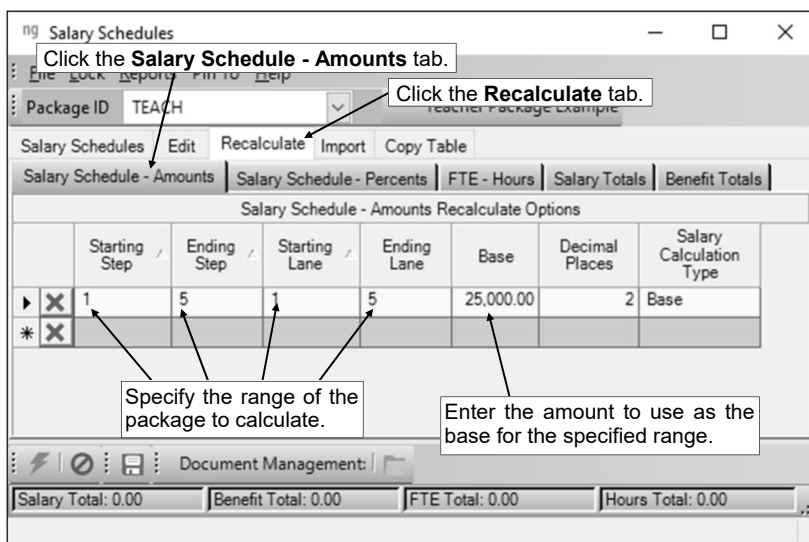 ng Salary Schedules
Click the Salary Schedule - Amounts tab.
File Lock Reports Pin To Help
Click the Recalculate tab.
Package ID TEACH Teacher Package Example
Salary Schedules Edit Recalculate Import Copy Table
Salary Schedule - Amounts Salary Schedule - Percents FTE - Hours Salary Totals Benefit Totals
Salary Schedule - Amounts Recalculate Options
Starting Step Ending Step Starting Lane Ending Lane Base Decimal Places Salary Calculation Type
1 5 1 5 25,000.00 2 Base
Specify the range of the
package to calculate.
Enter the amount to use as the
base for the specified range.
Document Management:
Salary Total: 0.00 Benefit Total: 0.00 FTE Total: 0.00 Hours Total: 0.00